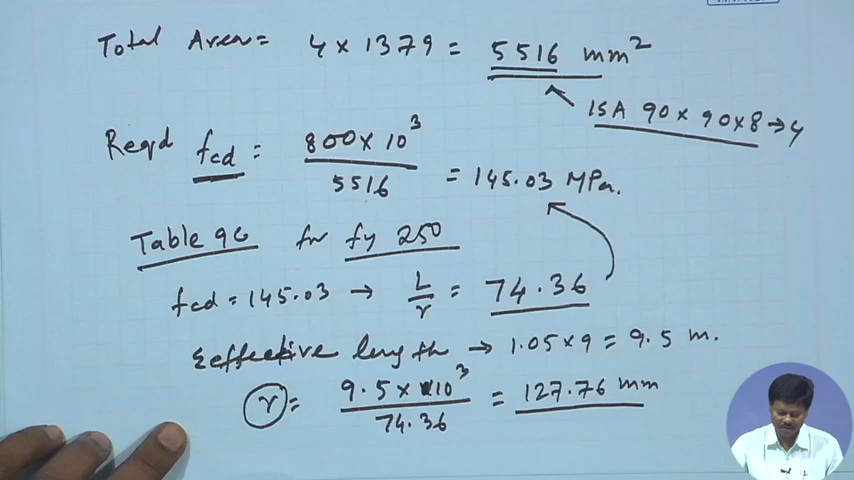 Total Area = 4 x 1379 = 5516 mm²
ISA 90 x 90 x 8 → 4
Reqd fcd = 800 x 10³ / 5516 = 145.03 MPa.
Table 9c for fy 250
fcd = 145.03 → L/r = 74.36
Eeffective length → 1.05 x 9 = 9.5 m.
r = 9.5 x 10³ / 74.36 = 127.76 mm